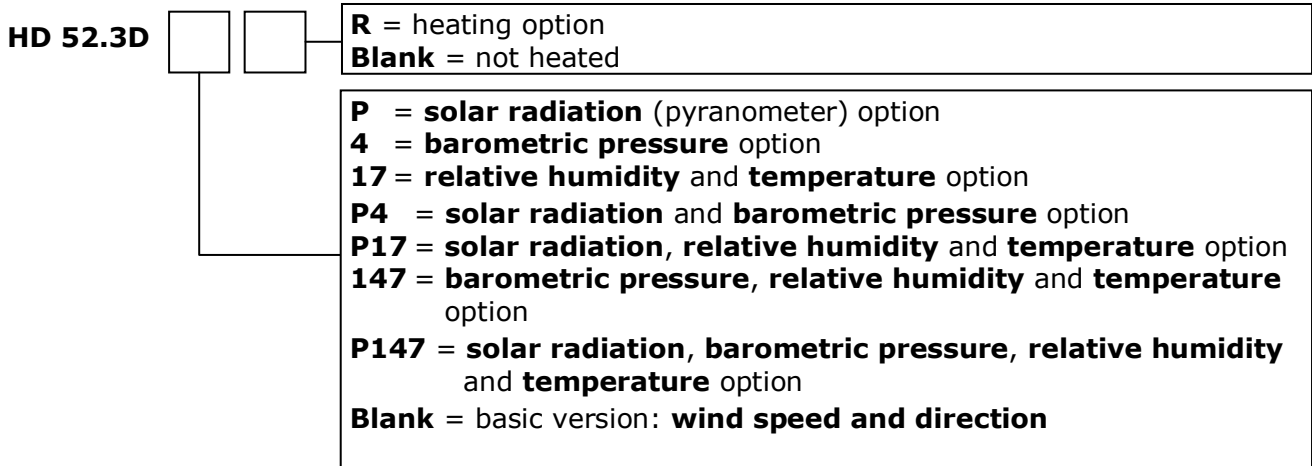 HD 52.3D
R = heating option
Blank = not heated
P = solar radiation (pyranometer) option
4 = barometric pressure option
17 = relative humidity and temperature option
P4 = solar radiation and barometric pressure option
P17 = solar radiation, relative humidity and temperature option
147 = barometric pressure, relative humidity and temperature
option
P147 = solar radiation, barometric pressure, relative humidity
and temperature option
Blank = basic version: wind speed and direction